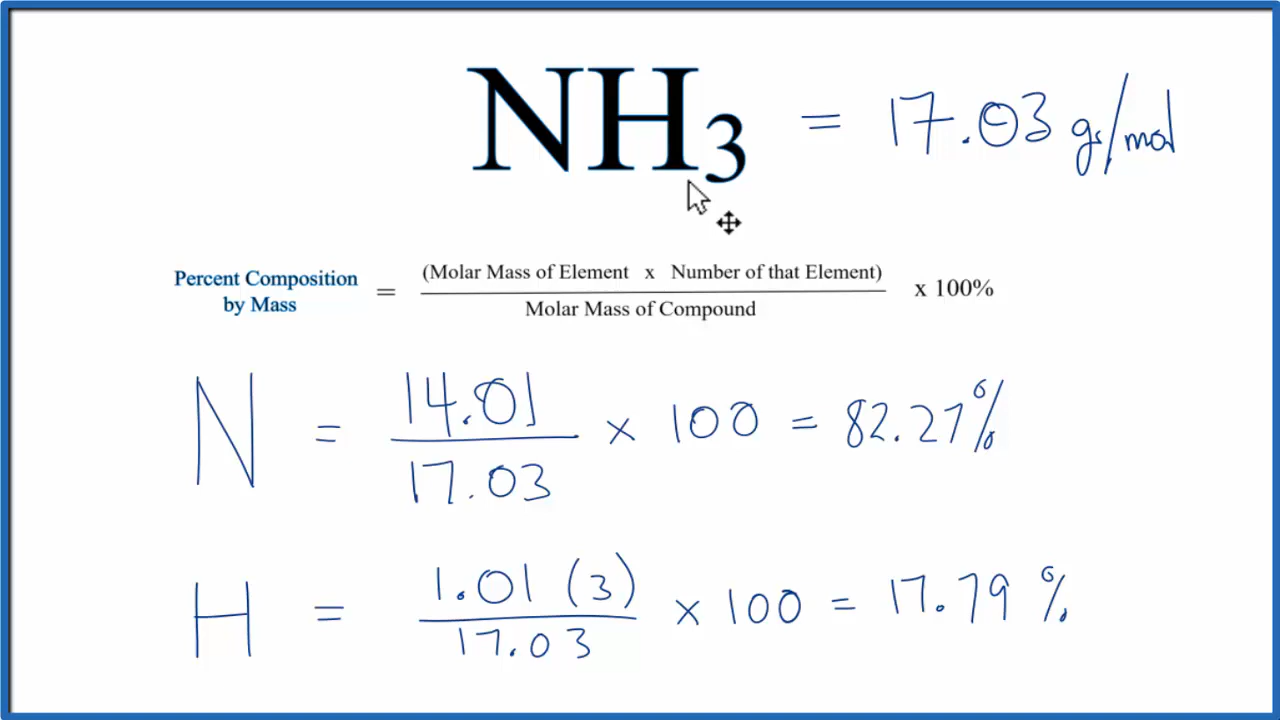 NH₃ = 17.03 g/mol
Percent Composition by Mass = (Molar Mass of Element x Number of that Element) / Molar Mass of Compound x 100%
N = 14.01 / 17.03 x 100 = 82.27%
H = 1.01 (3) / 17.03 x 100 = 17.79 %